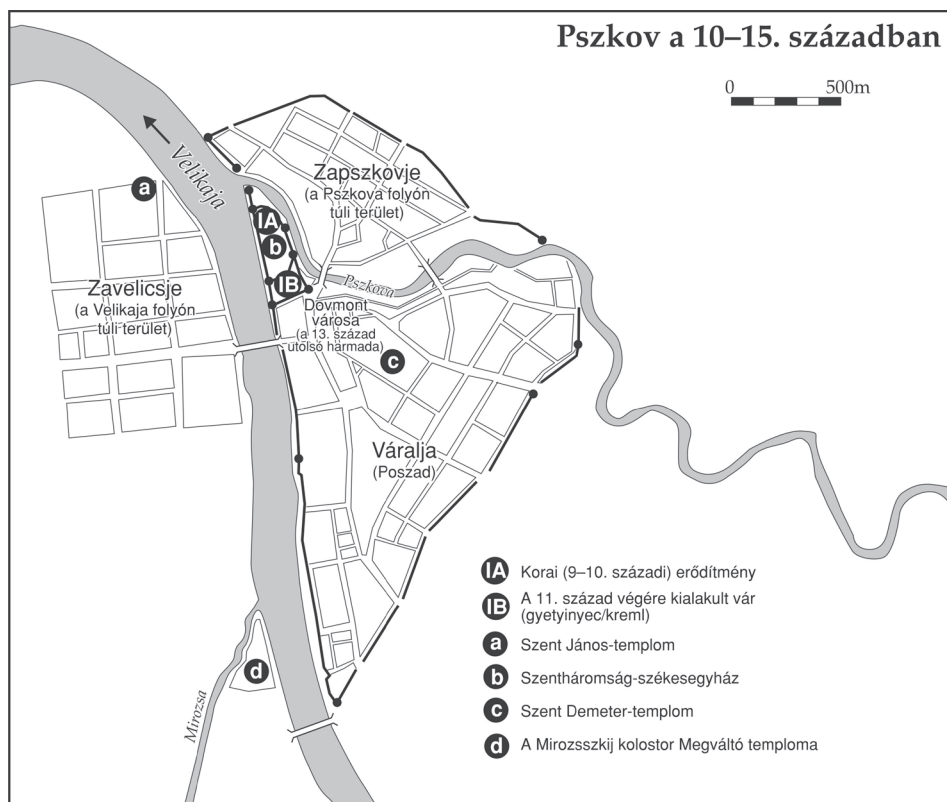 Pszkov a 10–15. században
0 500m
Velikaja
Zapszkovje
(a Pszkova folyón
túli terület)
a
IA
b
IB
Pszkova
Zavelicsje
(a Velikaja folyón
túli terület)
Dovmont
városa
(a 13. század
utolsó harmada)
c
Váralja
(Poszad)
d
Mirozsa
IA Korai (9–10. századi) erődítmény
IB A 11. század végére kialakult vár
(gyetyinyec/kreml)
a Szent János-templom
b Szentháromság-székesegyház
c Szent Demeter-templom
d A Mirozsszkij kolostor Megváltó temploma